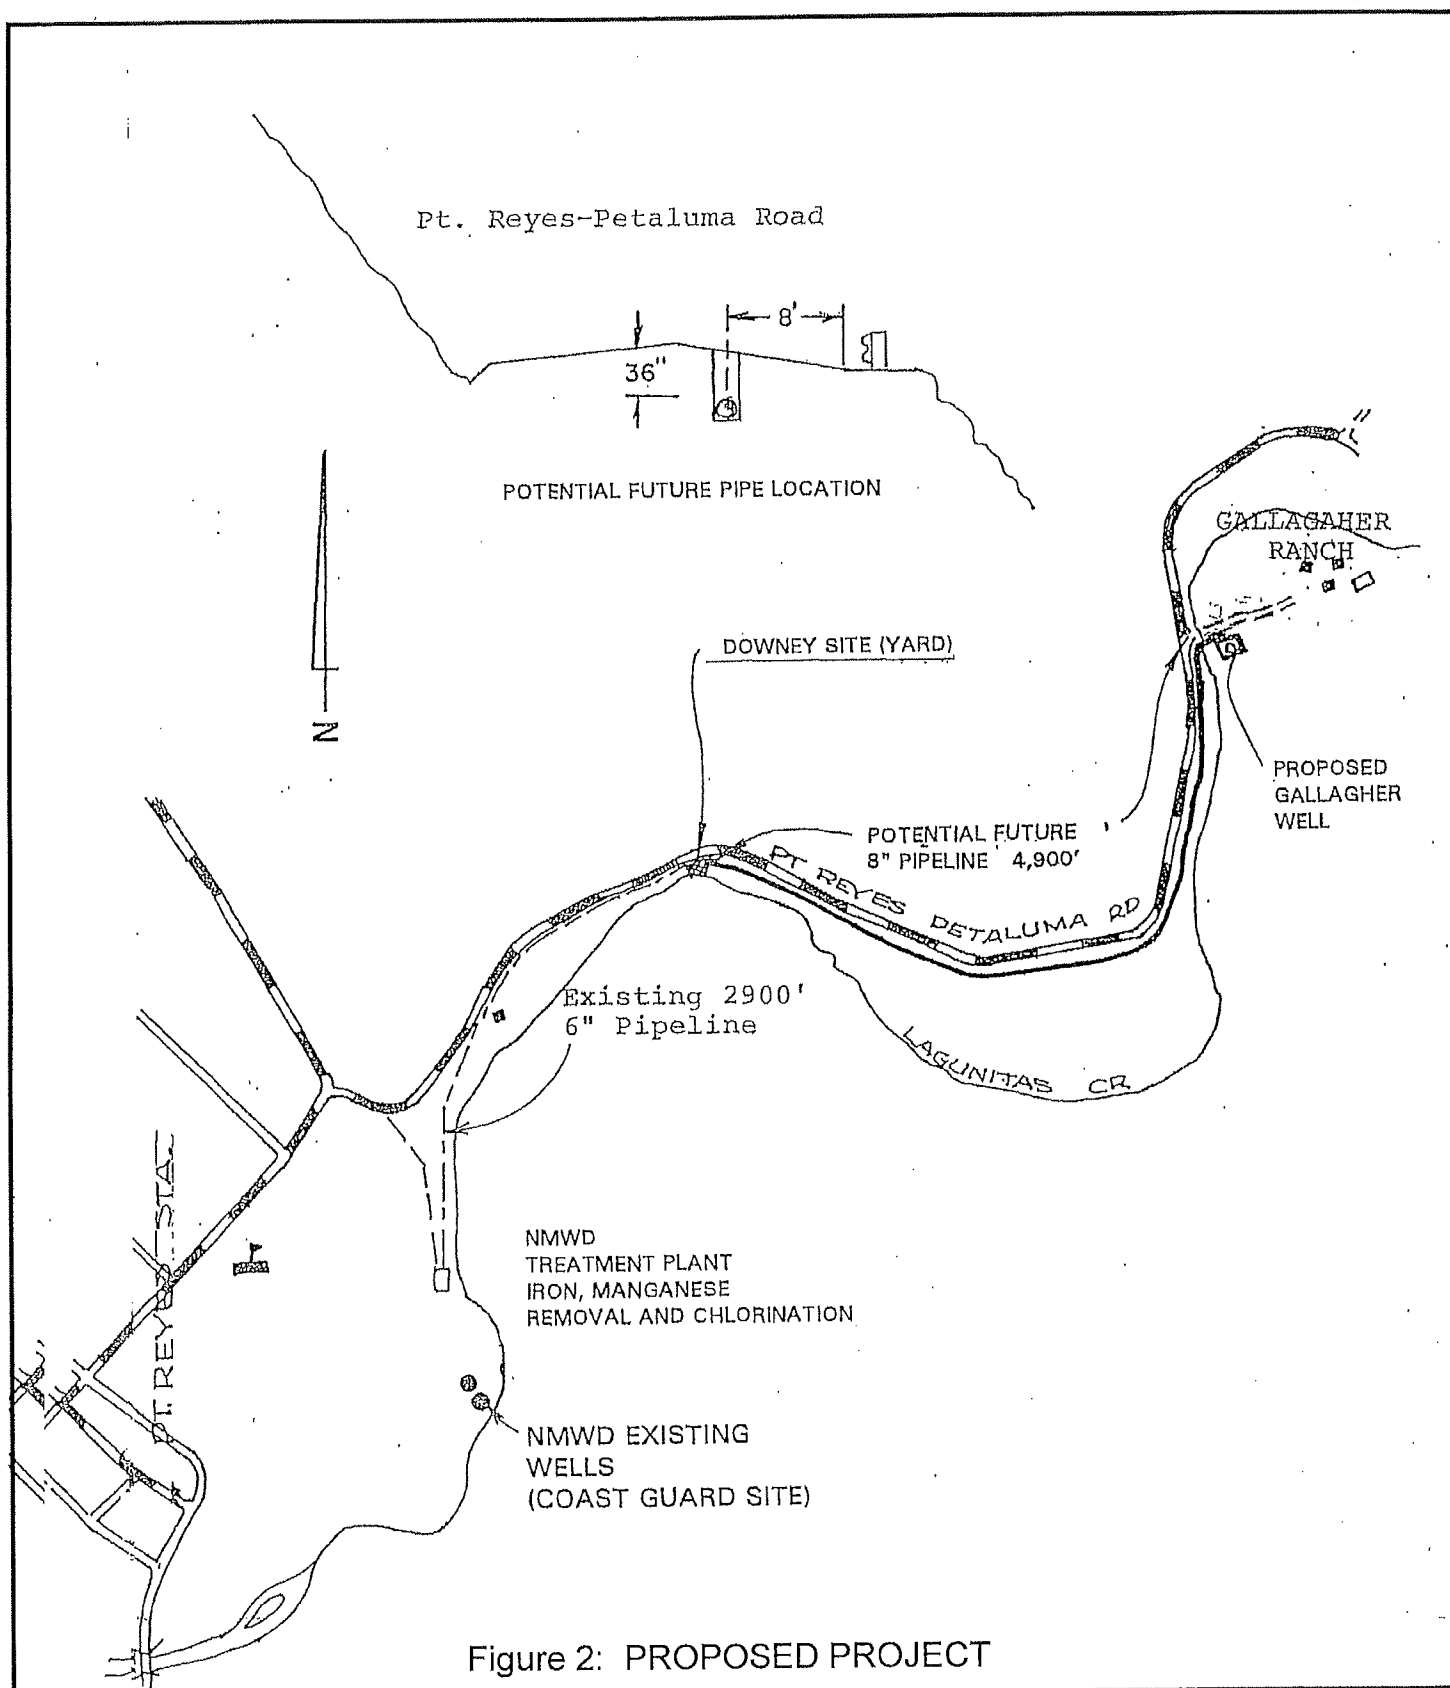 Pt. Reyes-Petaluma Road
8'
36"
POTENTIAL FUTURE PIPE LOCATION
GALLAGAHER
RANCH
DOWNEY SITE (YARD)
N
PROPOSED
GALLAGHER
WELL
POTENTIAL FUTURE
8" PIPELINE 4,900'
PT REYES PETALUMA RD
Existing 2900'
6" Pipeline
LAGUNITAS CR
PT. REYES STA.
NMWD
TREATMENT PLANT
IRON, MANGANESE
REMOVAL AND CHLORINATION
NMWD EXISTING
WELLS
(COAST GUARD SITE)
Figure 2: PROPOSED PROJECT